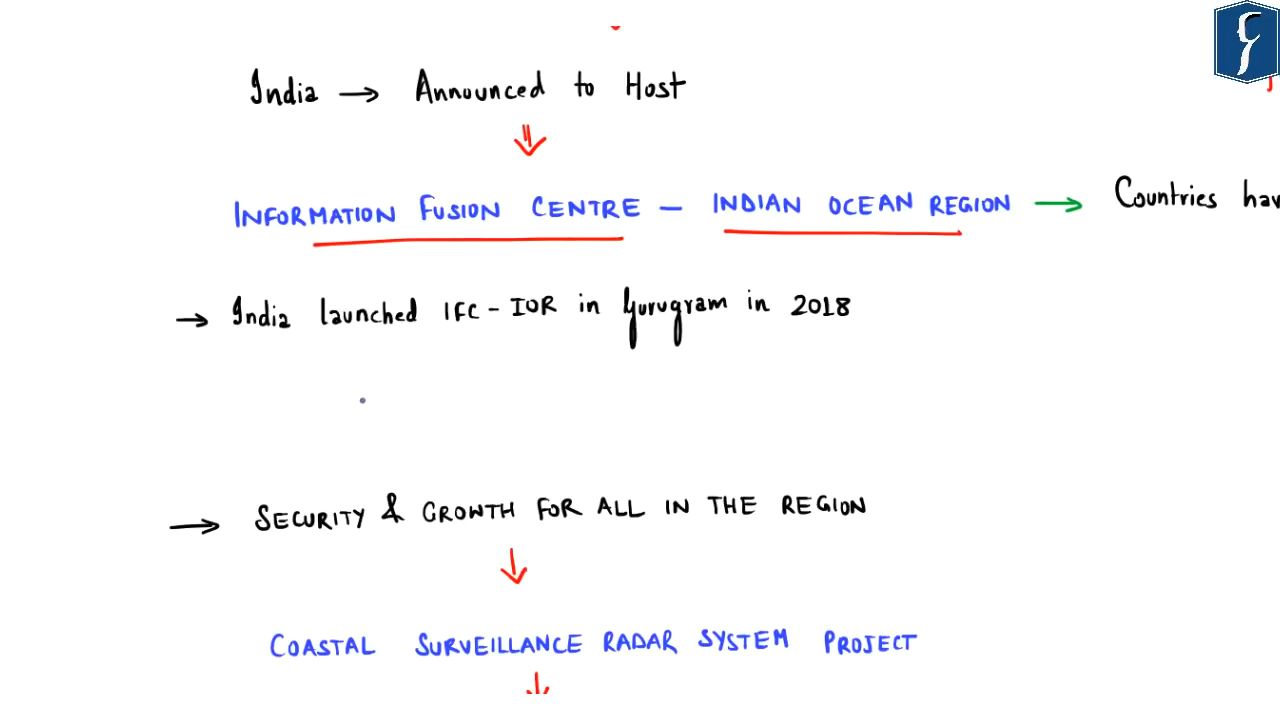 India → Announced to Host
INFORMATION FUSION CENTRE – INDIAN OCEAN REGION → Countries hav
→ India launched IFC - IOR in Gurugram in 2018
→ SECURITY & GROWTH FOR ALL IN THE REGION
COASTAL SURVEILLANCE RADAR SYSTEM PROJECT